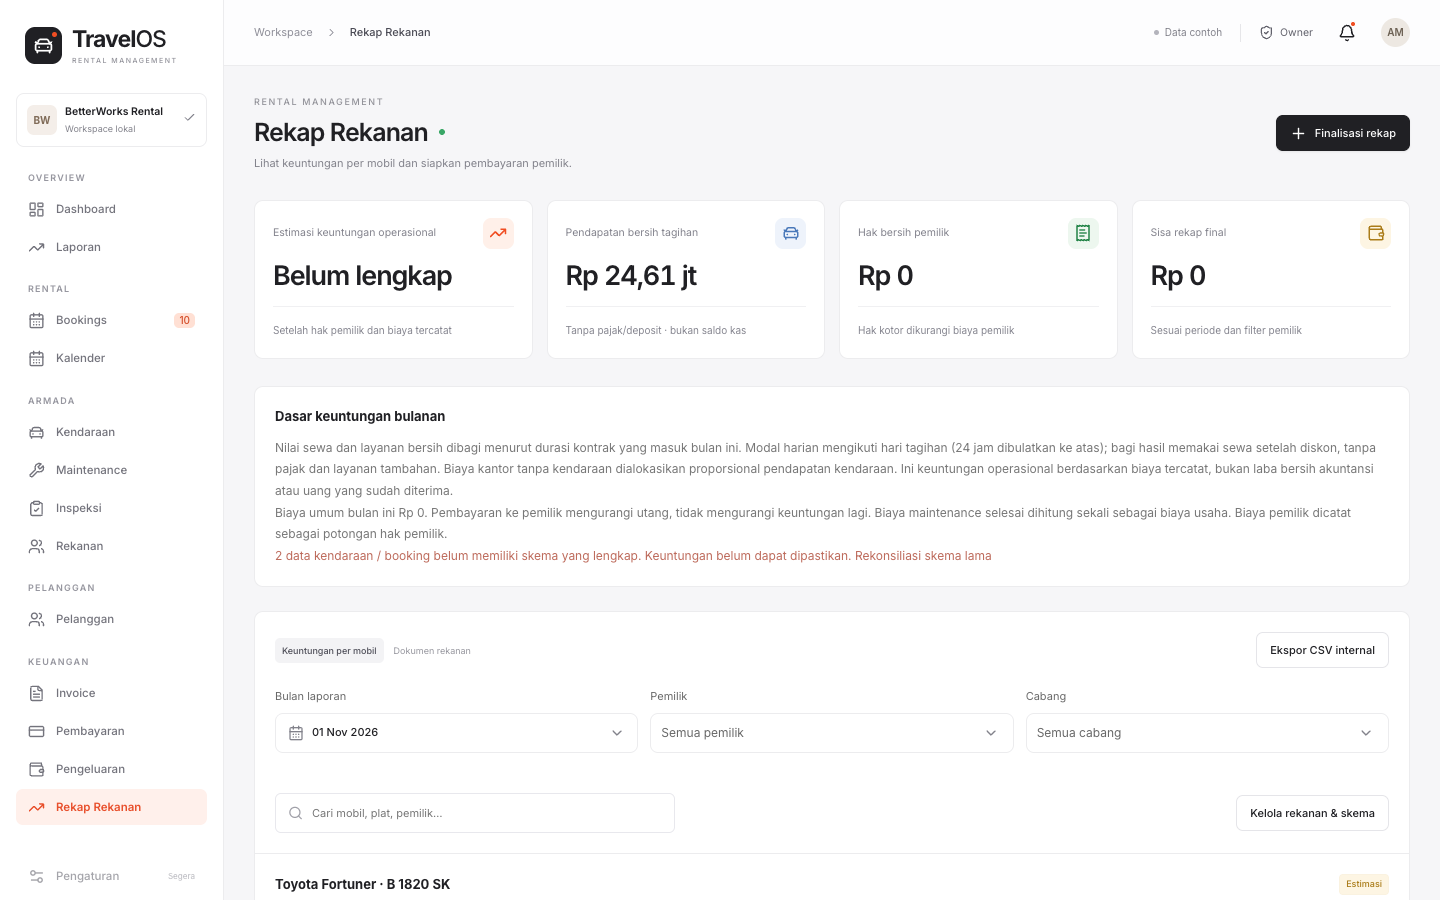 TravelOS
RENTAL MANAGEMENT
BW
BetterWorks Rental
Workspace lokal
OVERVIEW
Dashboard
Laporan
RENTAL
Bookings 10
Kalender
ARMADA
Kendaraan
Maintenance
Inspeksi
Rekanan
PELANGGAN
Pelanggan
KEUANGAN
Invoice
Pembayaran
Pengeluaran
Rekap Rekanan
Pengaturan Segera
Workspace > Rekap Rekanan
Data contoh
Owner
AM
RENTAL MANAGEMENT
Rekap Rekanan
Lihat keuntungan per mobil dan siapkan pembayaran pemilik.
+ Finalisasi rekap
Estimasi keuntungan operasional
Belum lengkap
Setelah hak pemilik dan biaya tercatat
Pendapatan bersih tagihan
Rp 24,61 jt
Tanpa pajak/deposit · bukan saldo kas
Hak bersih pemilik
Rp 0
Hak kotor dikurangi biaya pemilik
Sisa rekap final
Rp 0
Sesuai periode dan filter pemilik
Dasar keuntungan bulanan
Nilai sewa dan layanan bersih dibagi menurut durasi kontrak yang masuk bulan ini. Modal harian mengikuti hari tagihan (24 jam dibulatkan ke atas); bagi hasil memakai sewa setelah diskon, tanpa
pajak dan layanan tambahan. Biaya kantor tanpa kendaraan dialokasikan proporsional pendapatan kendaraan. Ini keuntungan operasional berdasarkan biaya tercatat, bukan laba bersih akuntansi
atau uang yang sudah diterima.
Biaya umum bulan ini Rp 0. Pembayaran ke pemilik mengurangi utang, tidak mengurangi keuntungan lagi. Biaya maintenance selesai dihitung sekali sebagai biaya usaha. Biaya pemilik dicatat
sebagai potongan hak pemilik.
2 data kendaraan / booking belum memiliki skema yang lengkap. Keuntungan belum dapat dipastikan. Rekonsiliasi skema lama
Keuntungan per mobil
Dokumen rekanan
Ekspor CSV internal
Bulan laporan
01 Nov 2026
Pemilik
Semua pemilik
Cabang
Semua cabang
Cari mobil, plat, pemilik...
Kelola rekanan & skema
Toyota Fortuner · B 1820 SK
Estimasi